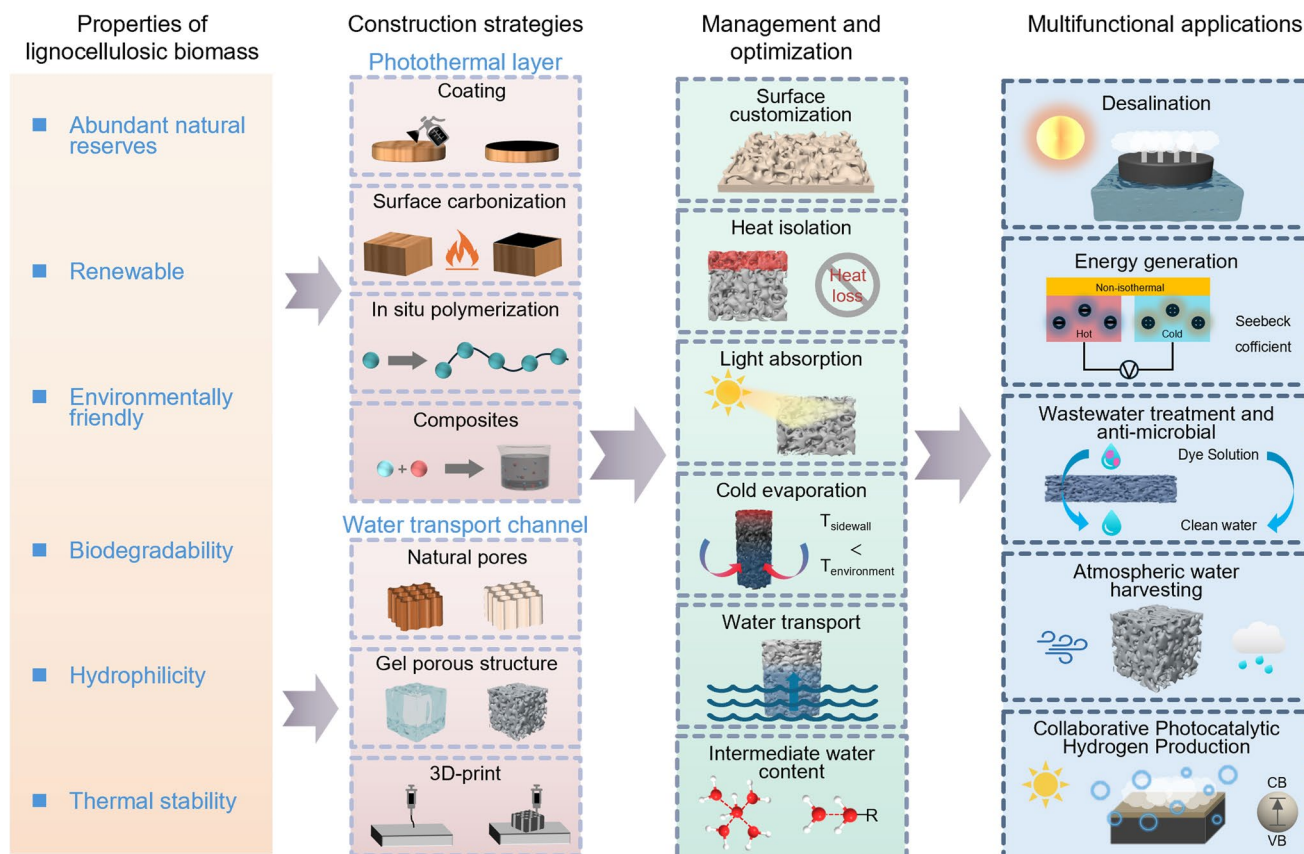 Properties of
lignocellulosic biomass
Abundant natural
reserves
Renewable
Environmentally
friendly
Biodegradability
Hydrophilicity
Thermal stability
Construction strategies
Photothermal layer
Coating
Surface carbonization
In situ polymerization
Composites
+
Water transport channel
Natural pores
Gel porous structure
3D-print
Management and
optimization
Surface
customization
Heat isolation
Heat
loss
Light absorption
Cold evaporation
Tsidewall
<
Tenvironment
Water transport
Intermediate water
content
R
Multifunctional applications
Desalination
Energy generation
Non-isothermal
Hot
Cold
V
Seebeck
cofficient
Wastewater treatment and
anti-microbial
Dye Solution
Clean water
Atmospheric water
harvesting
Collaborative Photocatalytic
Hydrogen Production
CB
VB